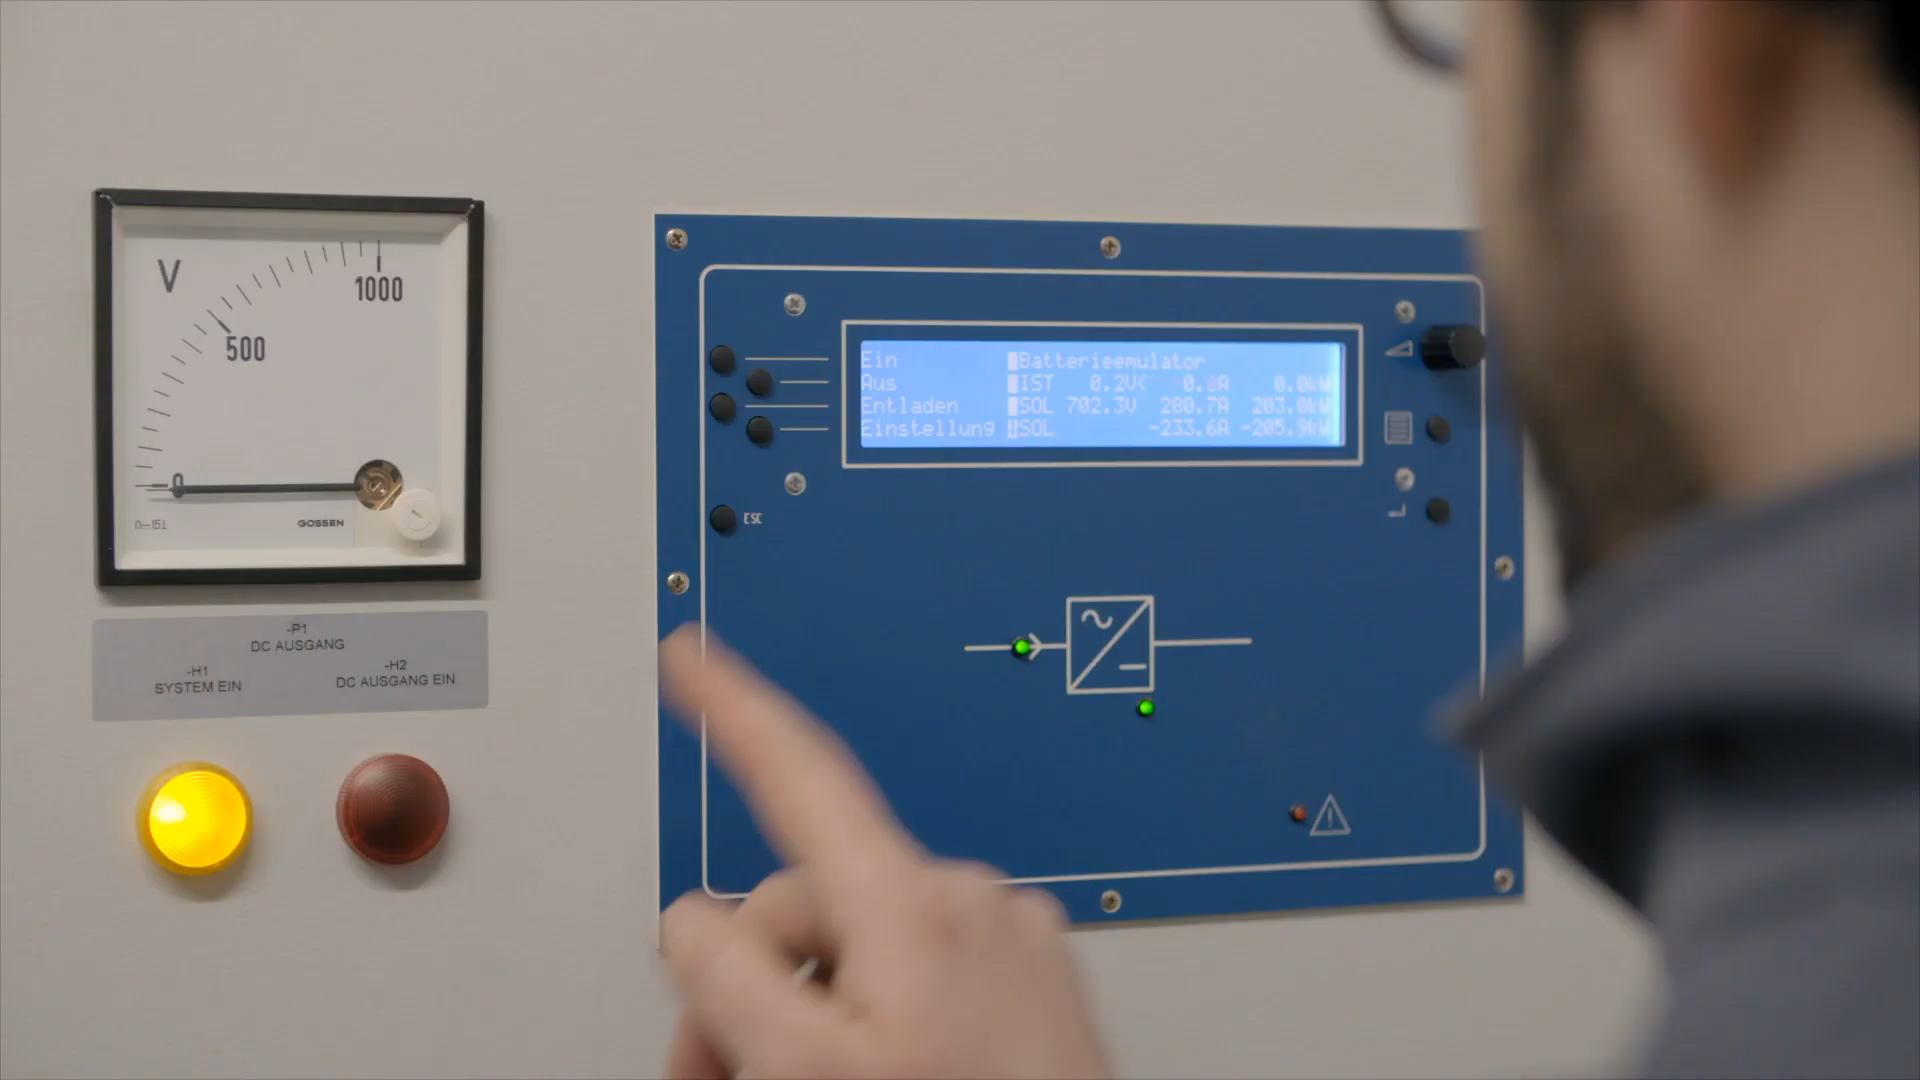 V
1000
500
0
GOSSEN
-P1
DC AUSGANG
-H1
SYSTEM EIN
-H2
DC AUSGANG EIN
Ein Batterieemulator
Aus IST 0.2V< 0.0kW
Entladen SOL 702.3V 280.7A 203.0kW
Einstellung SOL -233.6A -205.9kW
ESC